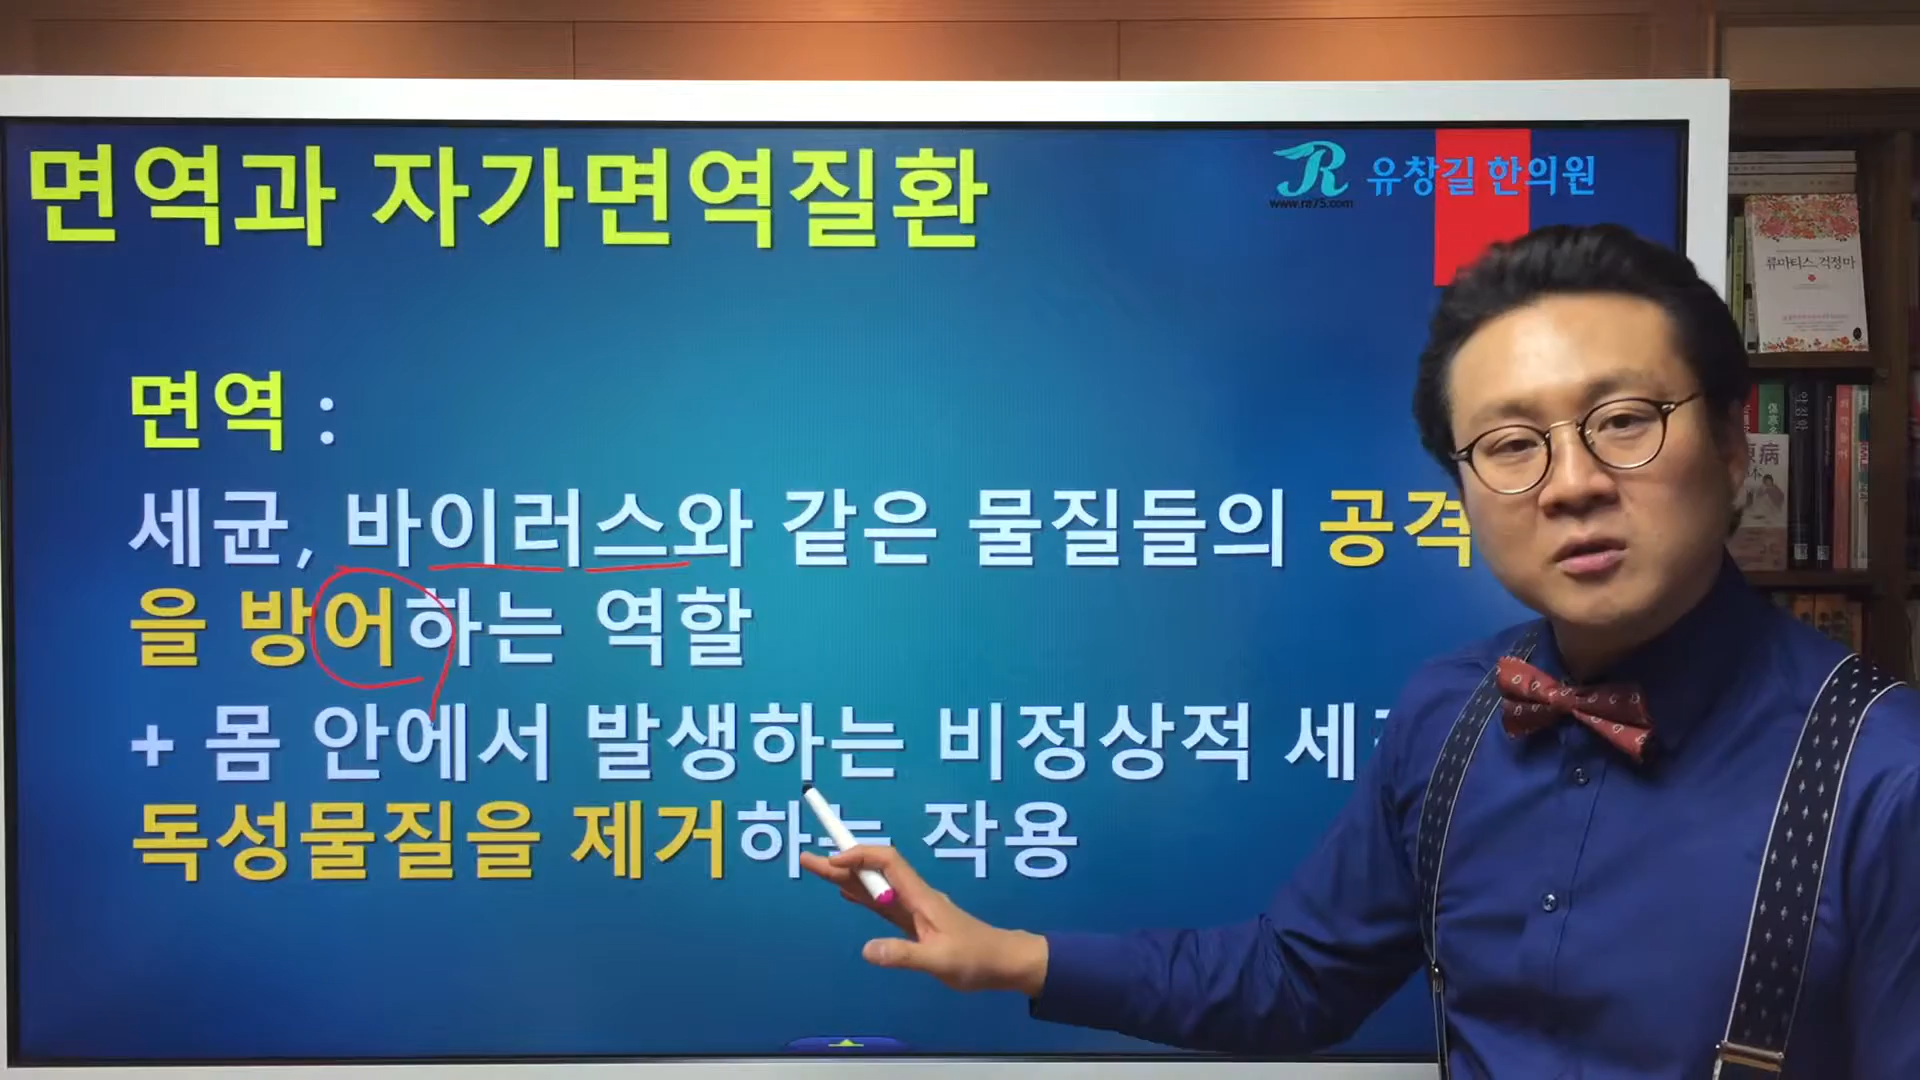 면역과 자가면역질환
유창길 한의원
www.ra75.com
면역 :
세균, 바이러스와 같은 물질들의 공격
을 방어하는 역할
+ 몸 안에서 발생하는 비정상적
독성물질을 제거하는 작용
류마티스, 걱정마